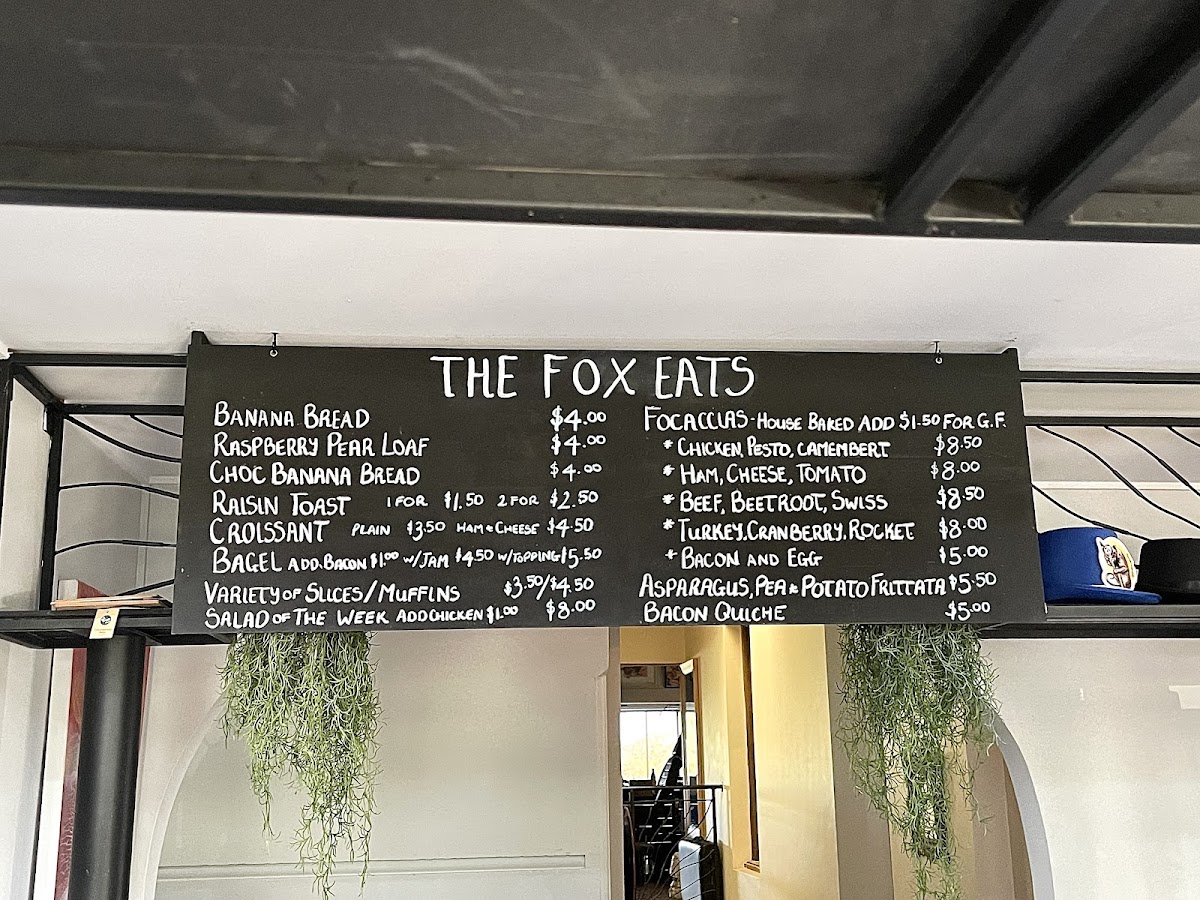 THE FOX EATS
BANANA BREAD $4.00
RASPBERRY PEAR LOAF $4.00
CHOC BANANA BREAD $4.00
RAISIN TOAST 1 FOR $1.50 2 FOR $2.50
CROISSANT PLAIN $3.50 HAM & CHEESE $4.50
BAGEL ADD BACON $1.00 W/JAM $4.50 W/TOPPING $5.50
VARIETY OF SLICES/MUFFINS $3.50/$4.50
SALAD OF THE WEEK ADD CHICKEN $1.00 $8.00
FOCACCIAS - HOUSE BAKED ADD $1.50 FOR G.F.
* CHICKEN, PESTO, CAMEMBERT $8.50
* HAM, CHEESE, TOMATO $8.00
* BEEF, BEETROOT, SWISS $8.50
* TURKEY, CRANBERRY, ROCKET $8.00
* BACON AND EGG $5.00
ASPARAGUS, PEA & POTATO FRITTATA $5.50
BACON QUICHE $5.00